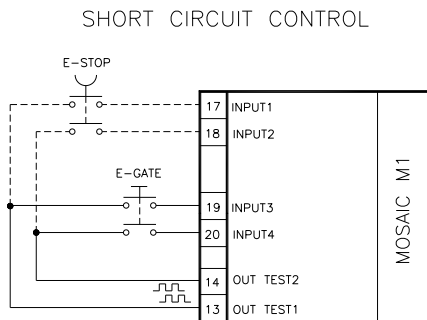 SHORT CIRCUIT CONTROL
E-STOP
17 INPUT1
18 INPUT2
E-GATE
19 INPUT3
20 INPUT4
14 OUT TEST2
13 OUT TEST1
MOSAIC M1